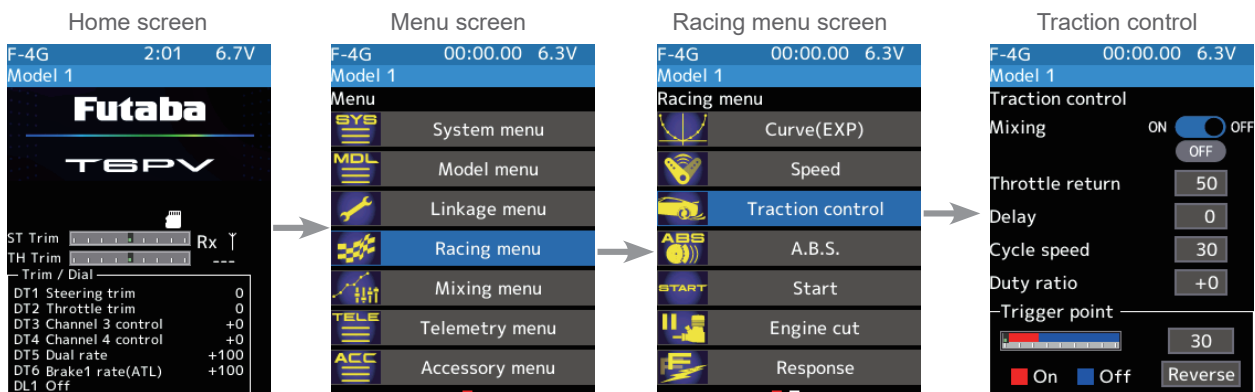 Home screen
F-4G 2:01 6.7V
Model 1
Futaba
T6PV
ST Trim Rx
TH Trim ---
Trim / Dial
DT1 Steering trim 0
DT2 Throttle trim 0
DT3 Channel 3 control +0
DT4 Channel 4 control +0
DT5 Dual rate +100
DT6 Brake1 rate(ATL) +100
DL1 Off
Menu screen
F-4G 00:00.00 6.3V
Model 1
Menu
SYS System menu
MDL Model menu
Linkage menu
Racing menu
Mixing menu
TELE Telemetry menu
ACC Accessory menu
Racing menu screen
F-4G 00:00.00 6.3V
Model 1
Racing menu
Curve(EXP)
Speed
Traction control
ABS A.B.S.
START Start
Engine cut
Response
Traction control
F-4G 00:00.00 6.3V
Model 1
Traction control
Mixing ON OFF
OFF
Throttle return 50
Delay 0
Cycle speed 30
Duty ratio +0
Trigger point
30
On Off Reverse